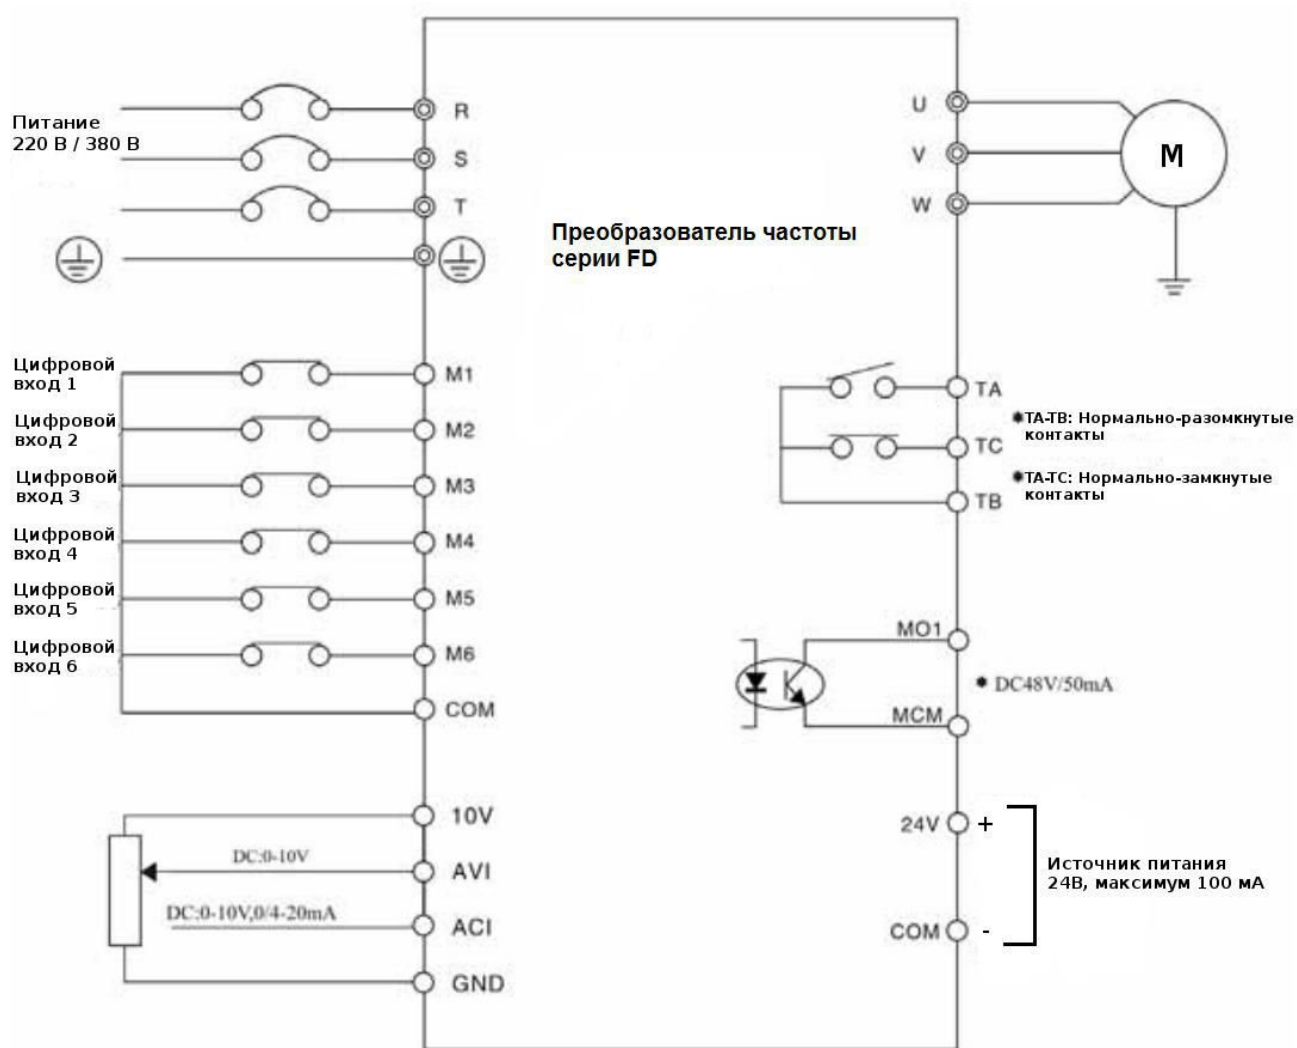 Питание
220 В / 380 В
R
S
T
U
V
W
M
Преобразователь частоты
серии FD
Цифровой
вход 1
M1
Цифровой
вход 2
M2
Цифровой
вход 3
M3
Цифровой
вход 4
M4
Цифровой
вход 5
M5
Цифровой
вход 6
M6
COM
TA
*TA-TB: Нормально-разомкнутые
контакты
TC
*TA-TC: Нормально-замкнутые
контакты
TB
MO1
* DC48V/50mA
MCM
10V
DC:0-10V
AVI
DC:0-10V,0/4-20mA
ACI
GND
24V +
Источник питания
24В, максимум 100 мА
COM -